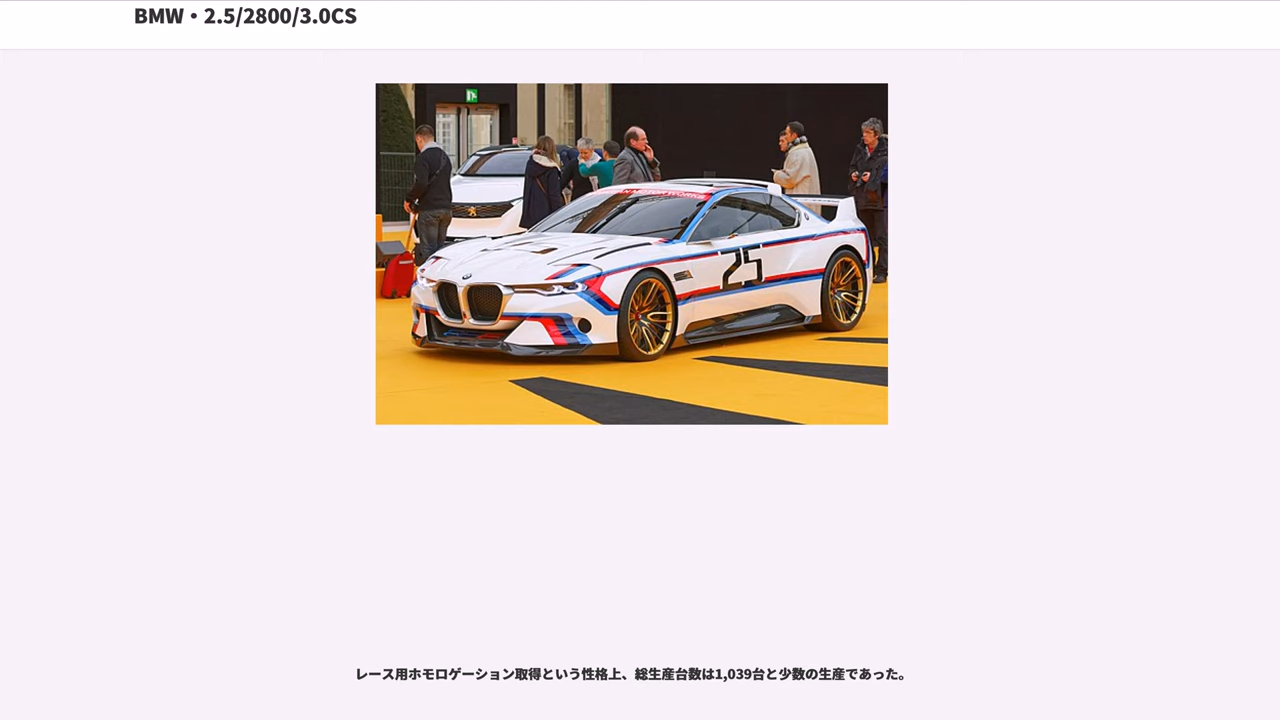 BMW・2.5/2800/3.0CS
25
レース用ホモロゲーション取得という性格上、総生産台数は1,039台と少数の生産であった。